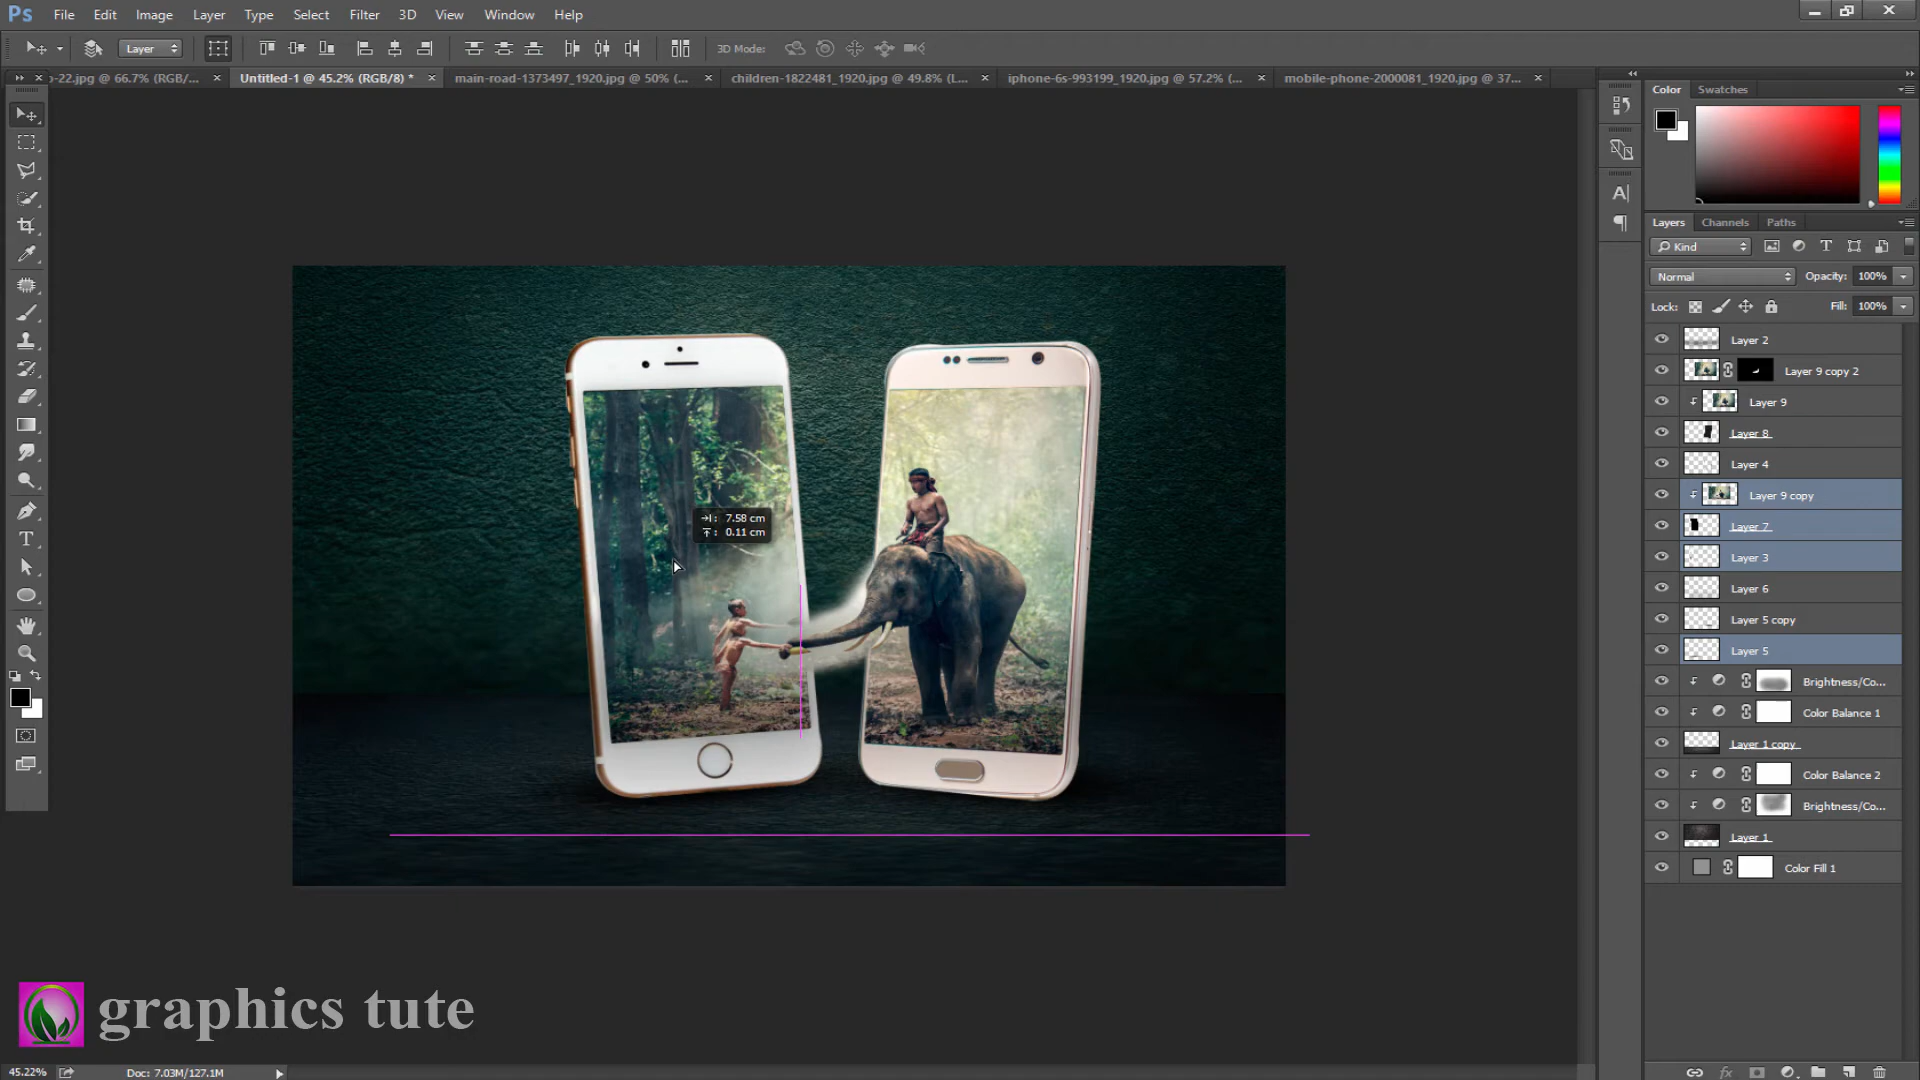 Ps File Edit Image Layer Type Select Filter 3D View Window Help
Layer 3D Mode:
o-22.jpg @ 66.7% (RGB/... Untitled-1 @ 45.2% (RGB/8) * main-road-1373497_1920.jpg @ 50% (... children-1822481_1920.jpg @ 49.8% (L... iphone-6s-993199_1920.jpg @ 57.2% (... mobile-phone-2000081_1920.jpg @ 37...
Color Swatches
Layers Channels Paths
Kind
Normal Opacity: 100%
Lock: Fill: 100%
Layer 2
Layer 9 copy 2
Layer 9
Layer 8
Layer 4
Layer 9 copy
Layer 7
Layer 3
Layer 6
Layer 5 copy
Layer 5
Brightness/Co...
Color Balance 1
Layer 1 copy
Color Balance 2
Brightness/Co...
Layer 1
Color Fill 1
7.58 cm
0.11 cm
graphics tute
45.22% Doc: 7.03M/127.1M